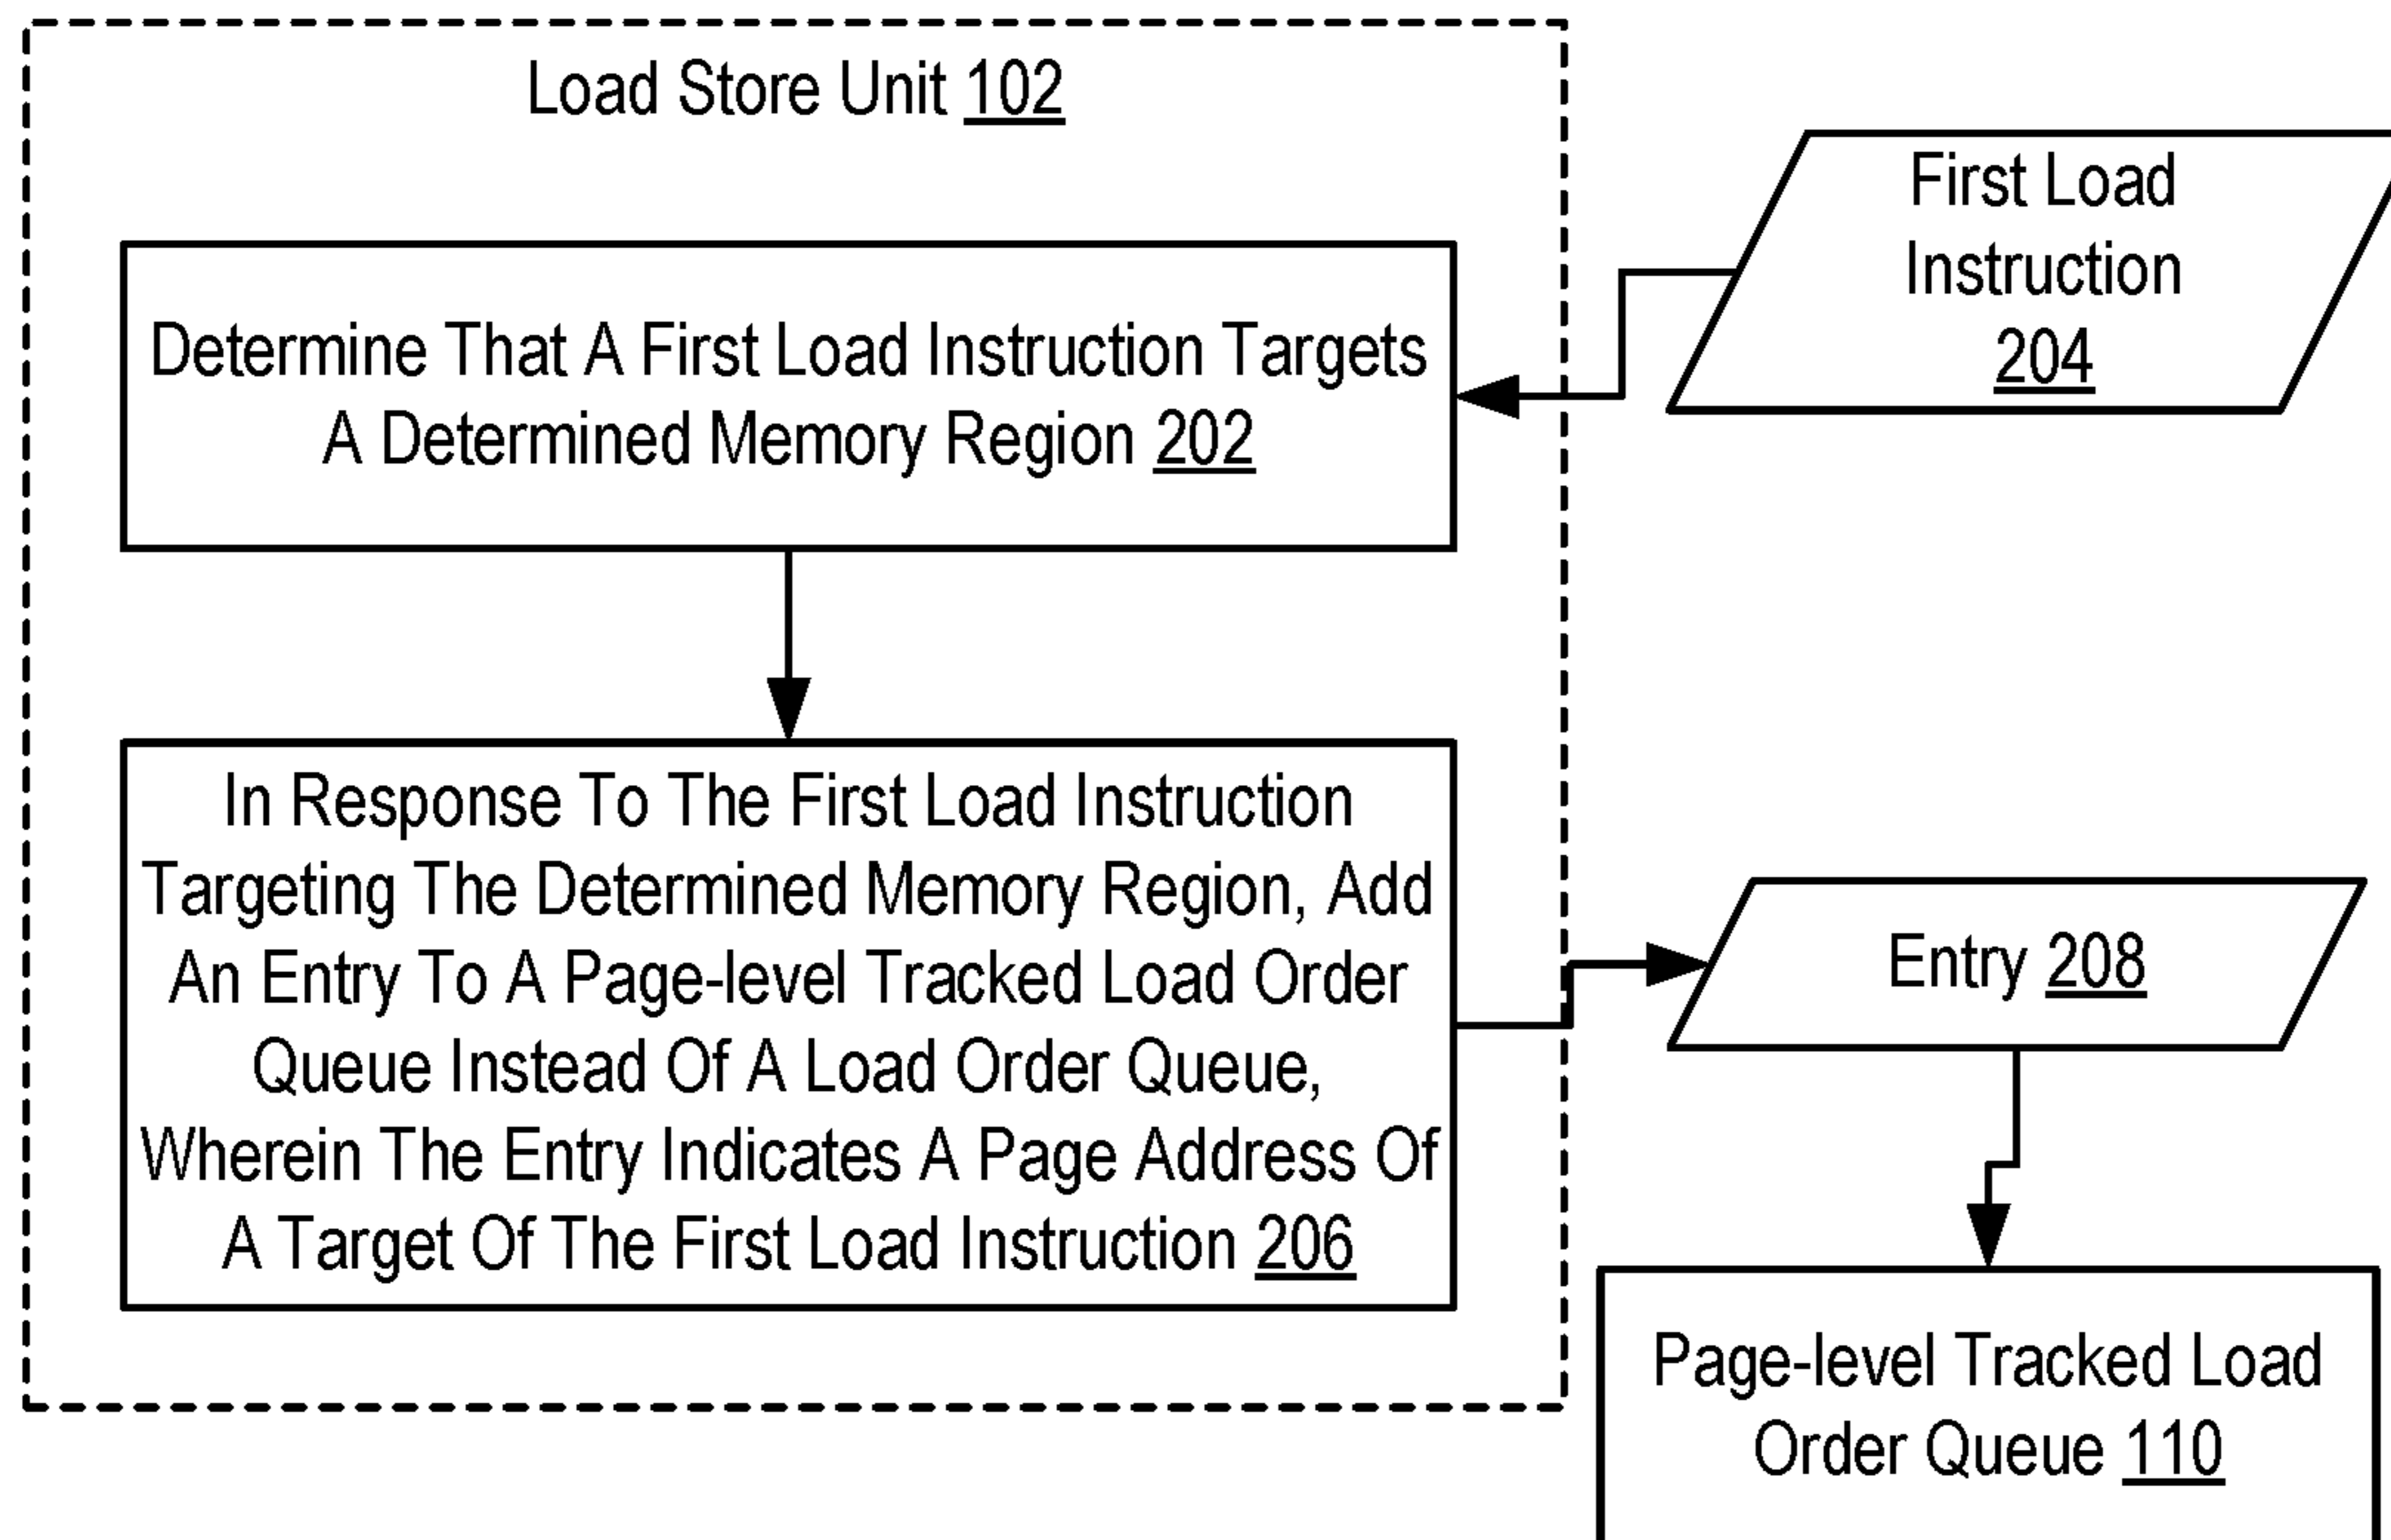 Load Store Unit 102
First Load
Instruction
204
Determine That A First Load Instruction Targets
A Determined Memory Region 202
In Response To The First Load Instruction
Targeting The Determined Memory Region, Add
An Entry To A Page-level Tracked Load Order
Queue Instead Of A Load Order Queue,
Wherein The Entry Indicates A Page Address Of
A Target Of The First Load Instruction 206
Entry 208
Page-level Tracked Load
Order Queue 110